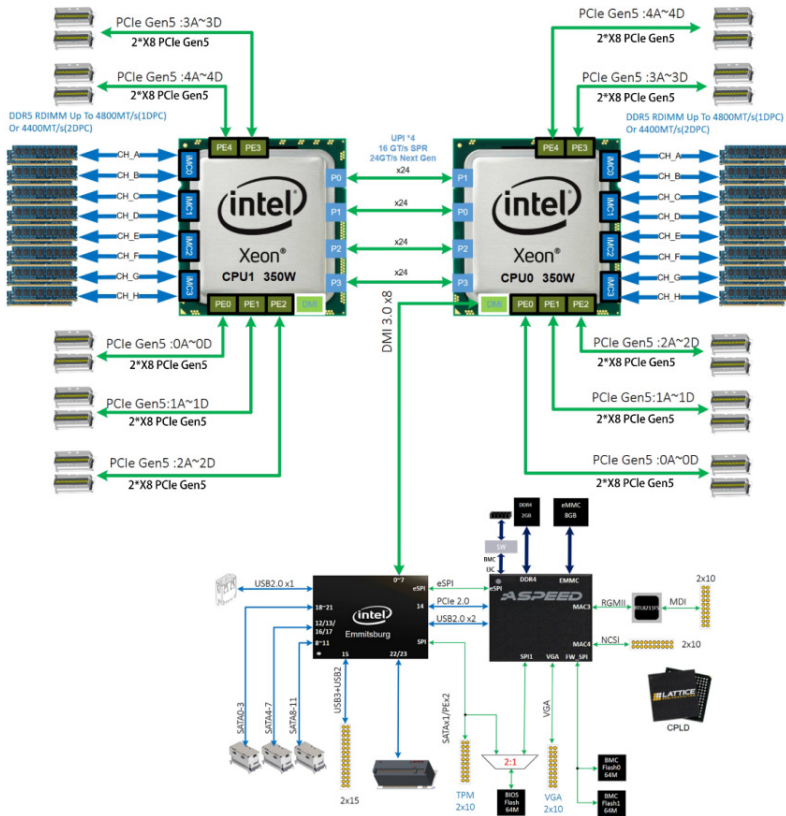 PCIe Gen5 :3A~3D
2*X8 PCIe Gen5
PCIe Gen5 :4A~4D
2*X8 PCIe Gen5
PCIe Gen5 :4A~4D
2*X8 PCIe Gen5
PCIe Gen5 :3A~3D
2*X8 PCIe Gen5
DDR5 RDIMM Up To 4800MT/s(1DPC)
Or 4400MT/s(2DPC)
UPI *4
16 GT/s SPR
24GT/s Next Gen
DDR5 RDIMM Up To 4800MT/s(1DPC)
Or 4400MT/s(2DPC)
CH_A
CH_B
CH_C
CH_D
CH_E
CH_F
CH_G
CH_H
iMC0
iMC1
iMC2
iMC3
PE4
PE3
intel
Xeon®
CPU1 350W
PE0
PE1
PE2
DMI
P0
P1
P2
P3
x24
x24
x24
x24
P1
P0
P2
P3
PE4
PE3
intel
Xeon®
CPU0 350W
DMI
PE0
PE1
PE2
iMC0
iMC1
iMC2
iMC3
CH_A
CH_B
CH_C
CH_D
CH_E
CH_F
CH_G
CH_H
DMI 3.0 x8
PCIe Gen5 :0A~0D
2*X8 PCIe Gen5
PCIe Gen5:1A~1D
2*X8 PCIe Gen5
PCIe Gen5 :2A~2D
2*X8 PCIe Gen5
PCIe Gen5 :2A~2D
2*X8 PCIe Gen5
PCIe Gen5:1A~1D
2*X8 PCIe Gen5
PCIe Gen5 :0A~0D
2*X8 PCIe Gen5
SW
BMC
I3C
DDR4
2GB
eMMC
8GB
USB2.0 x1
0~7
eSPI
18~21
14
12/13/
16/17
8~11
SPI
15
22/23
intel
Emmitsburg
eSPI
PCIe 2.0
USB2.0 x2
eSPI
DDR4
EMMC
ASPEED
MAC3
MAC4
SPI1
VGA
FW_SPI
RGMII
MDI
2x10
NCSI
2x10
LATTICE
CPLD
SATA0-3
SATA4-7
SATA8-11
USB3+USB2
2x15
SATAx1/PEx2
TPM
2x10
2:1
BIOS
Flash
64M
VGA
VGA
2x10
BMC
Flash0
64M
BMC
Flash1
64M